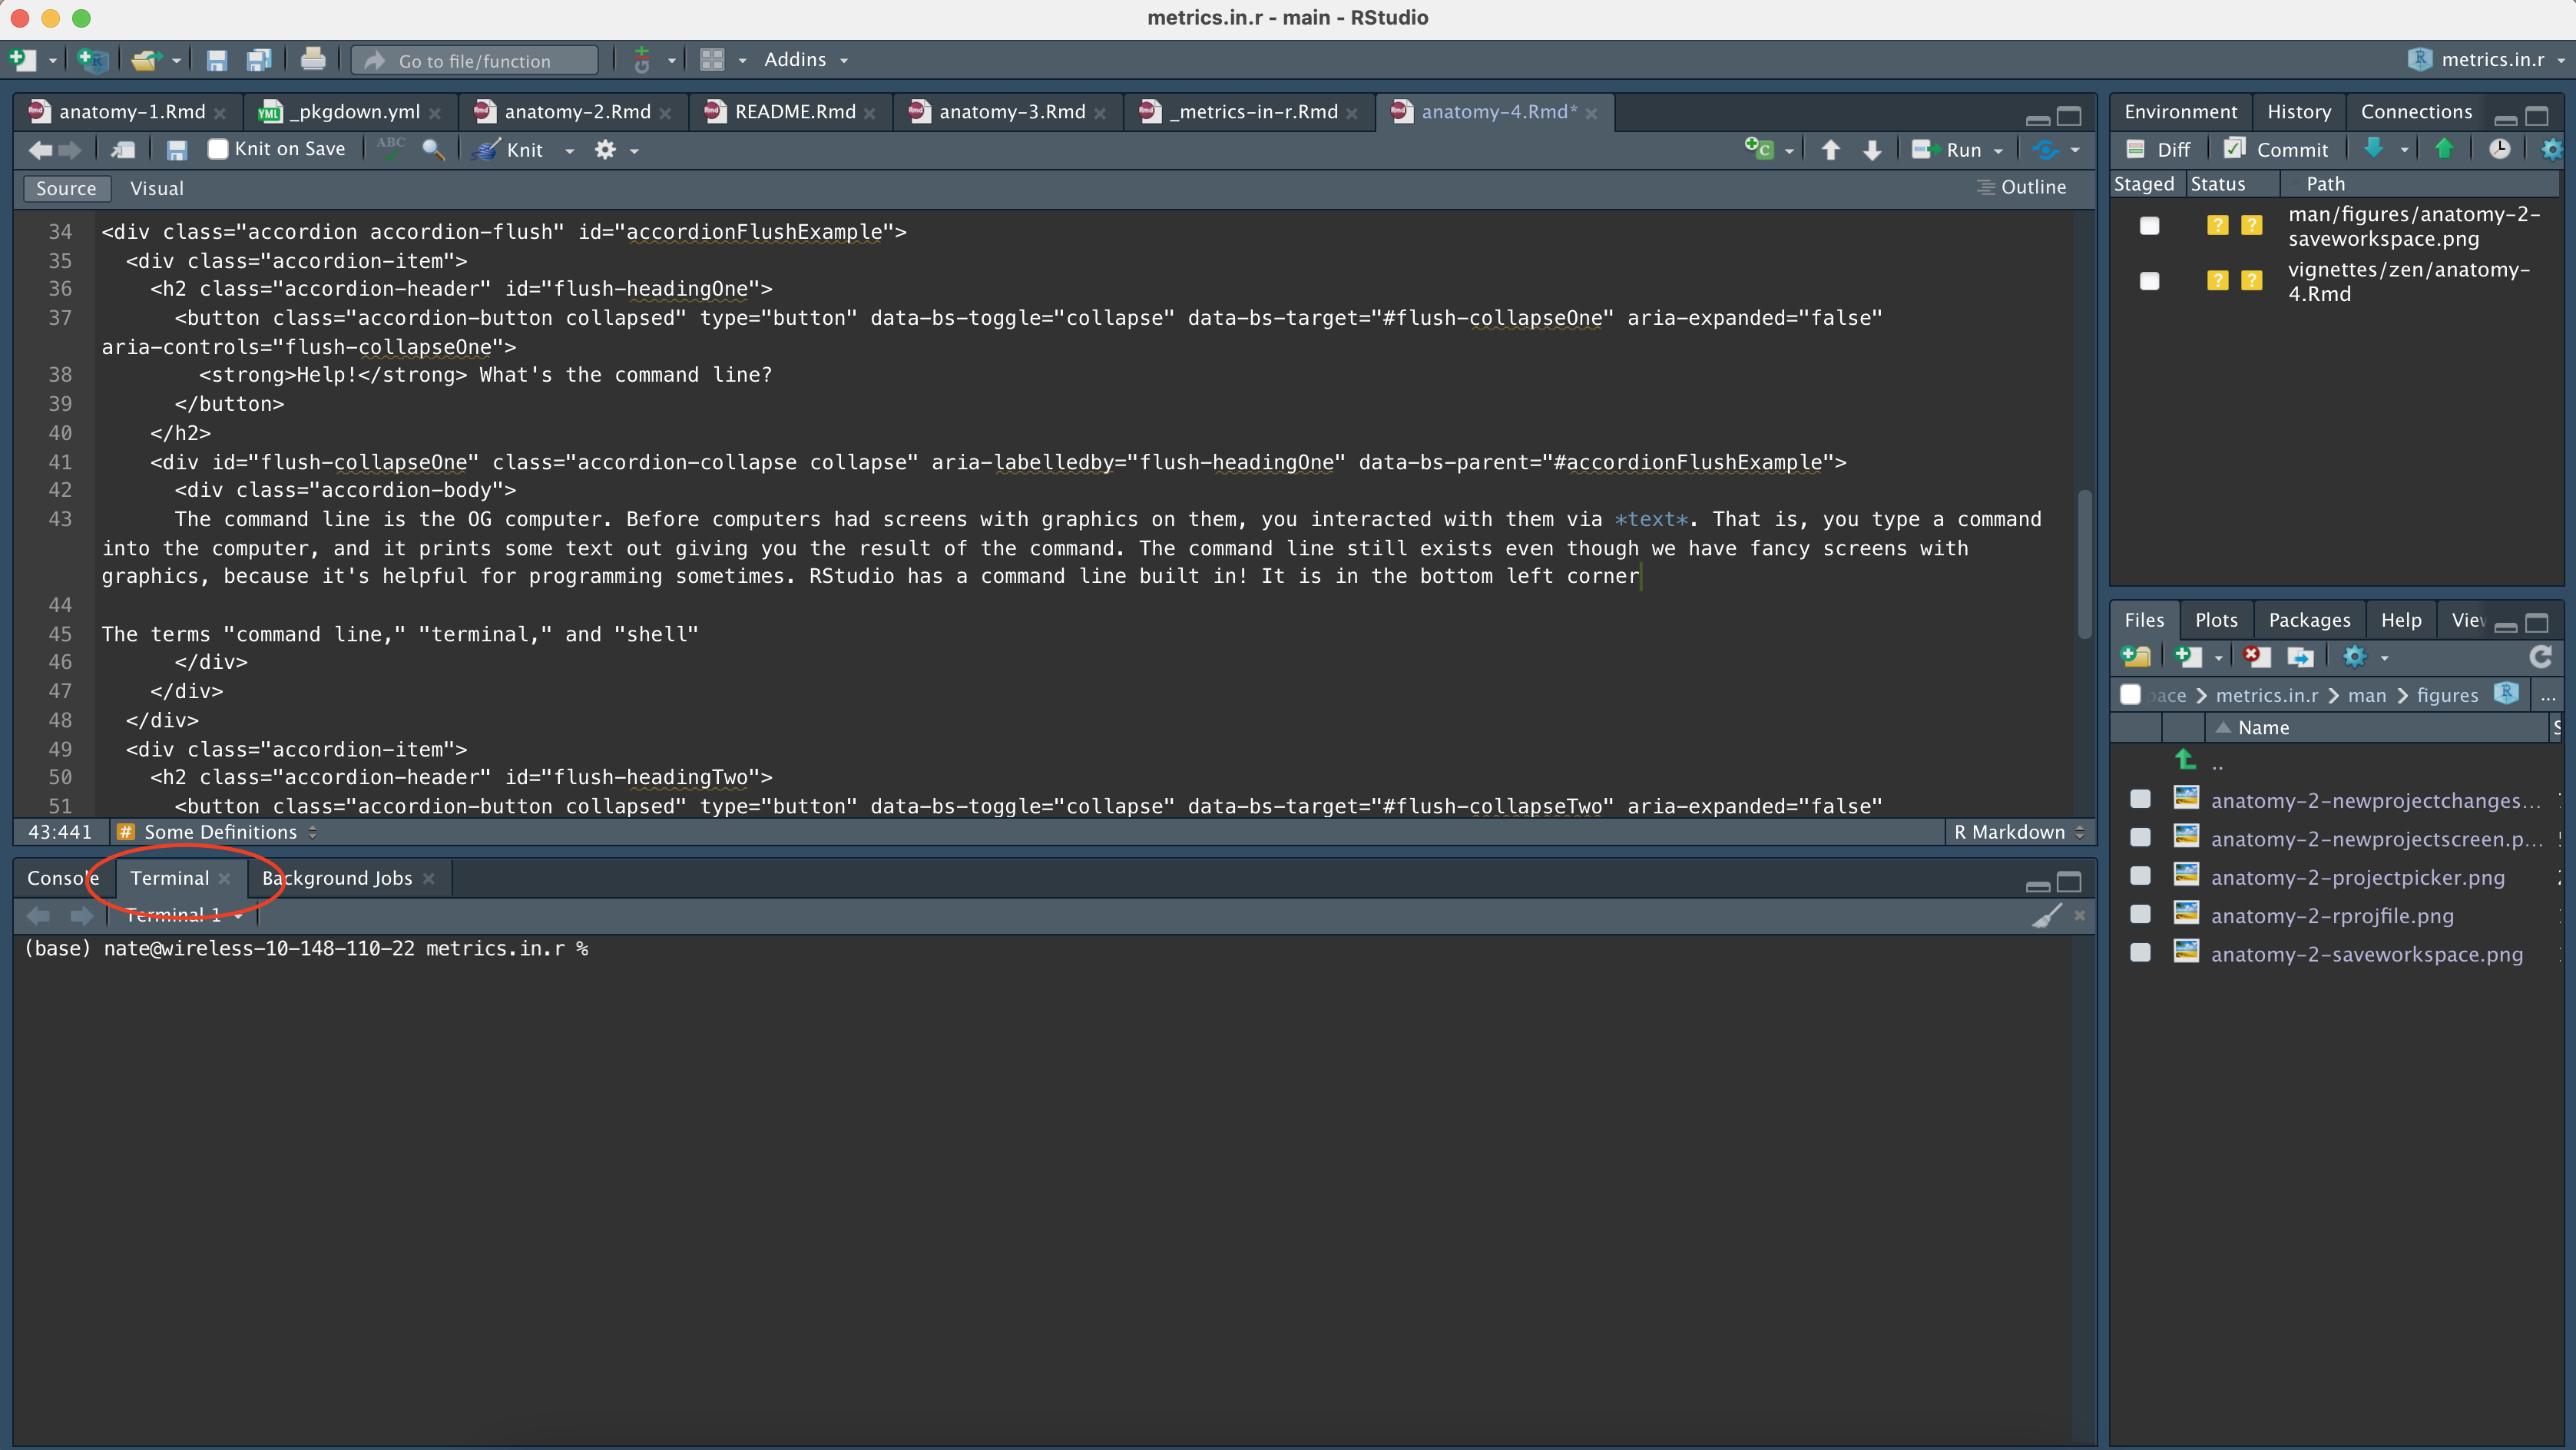 metrics.in.r - main - RStudio
Go to file/function
Addins
metrics.in.r
anatomy-1.Rmd
_pkgdown.yml
anatomy-2.Rmd
README.Rmd
anatomy-3.Rmd
_metrics-in-r.Rmd
anatomy-4.Rmd*
Knit on Save
ABC
Knit
Run
Source
Visual
Outline
34 <div class="accordion accordion-flush" id="accordionFlushExample">
35 <div class="accordion-item">
36 <h2 class="accordion-header" id="flush-headingOne">
37 <button class="accordion-button collapsed" type="button" data-bs-toggle="collapse" data-bs-target="#flush-collapseOne" aria-expanded="false"
aria-controls="flush-collapseOne">
38 <strong>Help!</strong> What's the command line?
39 </button>
40 </h2>
41 <div id="flush-collapseOne" class="accordion-collapse collapse" aria-labelledby="flush-headingOne" data-bs-parent="#accordionFlushExample">
42 <div class="accordion-body">
43 The command line is the OG computer. Before computers had screens with graphics on them, you interacted with them via *text*. That is, you type a command
into the computer, and it prints some text out giving you the result of the command. The command line still exists even though we have fancy screens with
graphics, because it's helpful for programming sometimes. RStudio has a command line built in! It is in the bottom left corner
44
45 The terms "command line," "terminal," and "shell"
46 </div>
47 </div>
48 </div>
49 <div class="accordion-item">
50 <h2 class="accordion-header" id="flush-headingTwo">
51 <button class="accordion-button collapsed" type="button" data-bs-toggle="collapse" data-bs-target="#flush-collapseTwo" aria-expanded="false"
43:441
# Some Definitions
R Markdown
Console
Terminal
Background Jobs
Terminal 1
(base) nate@wireless-10-148-110-22 metrics.in.r %
Environment
History
Connections
Diff
Commit
Staged
Status
Path
man/figures/anatomy-2-
saveworkspace.png
vignettes/zen/anatomy-
4.Rmd
Files
Plots
Packages
Help
pace > metrics.in.r > man > figures
...
Name
..
anatomy-2-newprojectchanges...
anatomy-2-newprojectscreen.p...
anatomy-2-projectpicker.png
anatomy-2-rprojfile.png
anatomy-2-saveworkspace.png